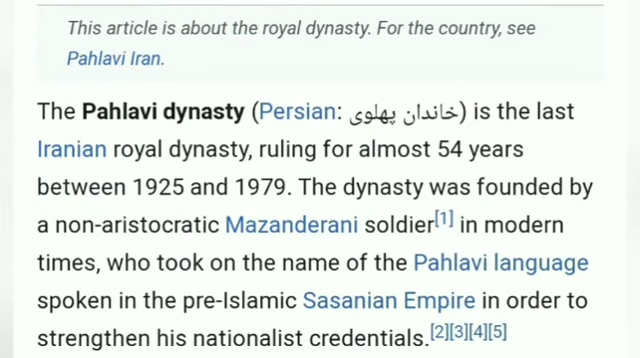 This article is about the royal dynasty. For the country, see
Pahlavi Iran.
The Pahlavi dynasty (Persian: خاندان پهلوی) is the last
Iranian royal dynasty, ruling for almost 54 years
between 1925 and 1979. The dynasty was founded by
a non-aristocratic Mazanderani soldier[1] in modern
times, who took on the name of the Pahlavi language
spoken in the pre-Islamic Sasanian Empire in order to
strengthen his nationalist credentials.[2][3][4][5]